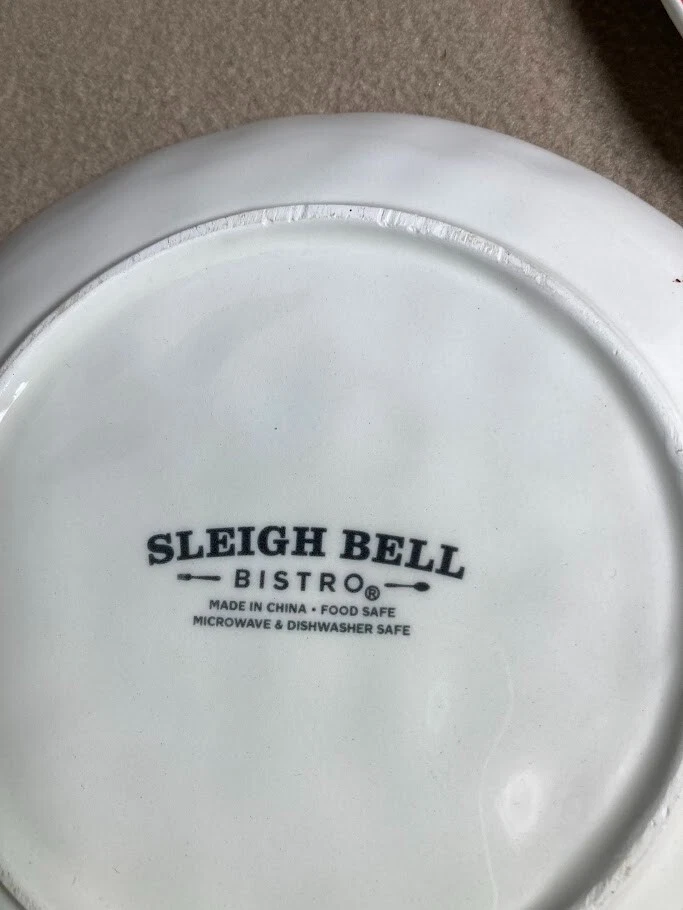 SLEIGH BELL
BISTRO®
MADE IN CHINA • FOOD SAFE
MICROWAVE & DISHWASHER SAFE